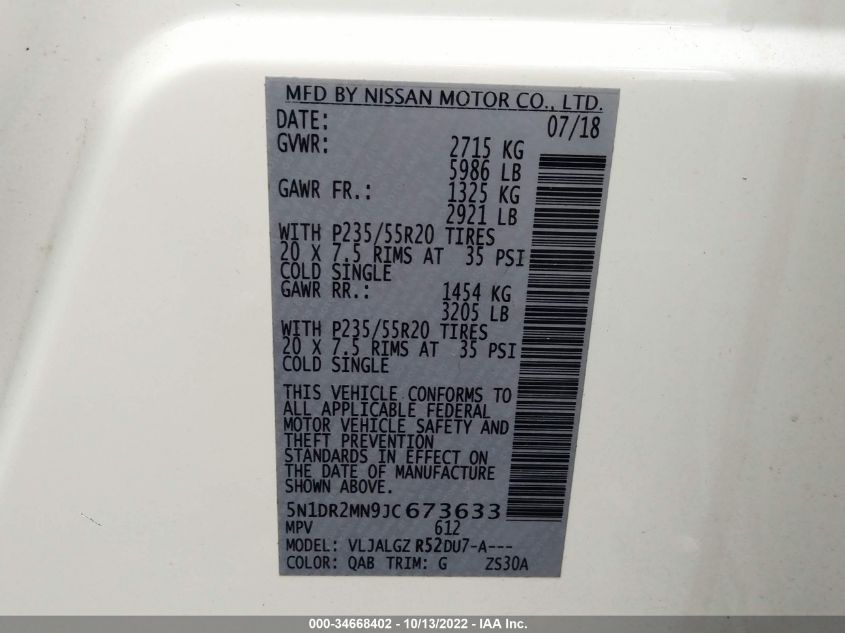 MFD BY NISSAN MOTOR CO., LTD.
DATE: 07/18
GVWR: 2715 KG
5986 LB
GAWR FR.: 1325 KG
2921 LB
WITH P235/55R20 TIRES
20 X 7.5 RIMS AT 35 PSI
COLD SINGLE
GAWR RR.: 1454 KG
3205 LB
WITH P235/55R20 TIRES
20 X 7.5 RIMS AT 35 PSI
COLD SINGLE
THIS VEHICLE CONFORMS TO
ALL APPLICABLE FEDERAL
MOTOR VEHICLE SAFETY AND
THEFT PREVENTION
STANDARDS IN EFFECT ON
THE DATE OF MANUFACTURE
SHOWN ABOVE.
5N1DR2MN9JC673633
MPV 612
MODEL: VLJALGZ R52DU7-A---
COLOR: QAB TRIM: G ZS30A
000-34668402 - 10/13/2022 - IAA Inc.